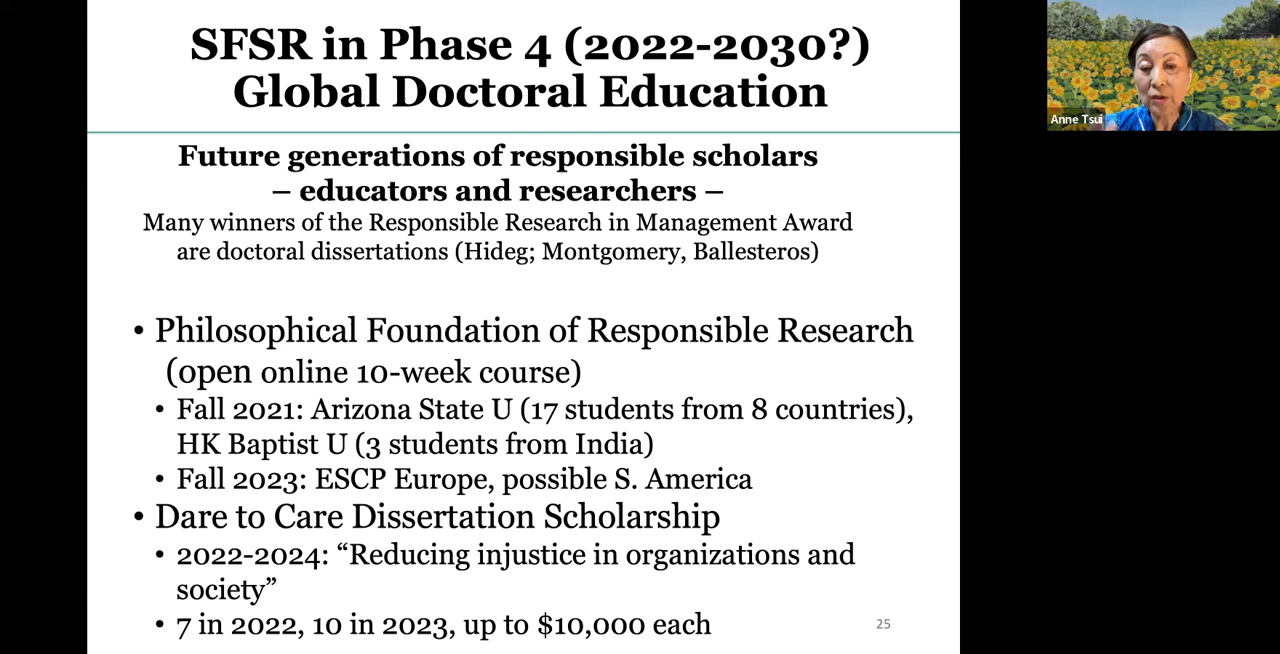 SFSR in Phase 4 (2022-2030?)
Global Doctoral Education
Future generations of responsible scholars
– educators and researchers –
Many winners of the Responsible Research in Management Award
are doctoral dissertations (Hideg; Montgomery, Ballesteros)
• Philosophical Foundation of Responsible Research
(open online 10-week course)
• Fall 2021: Arizona State U (17 students from 8 countries),
HK Baptist U (3 students from India)
• Fall 2023: ESCP Europe, possible S. America
• Dare to Care Dissertation Scholarship
• 2022-2024: “Reducing injustice in organizations and
society”
• 7 in 2022, 10 in 2023, up to $10,000 each
25
Anne Tsui